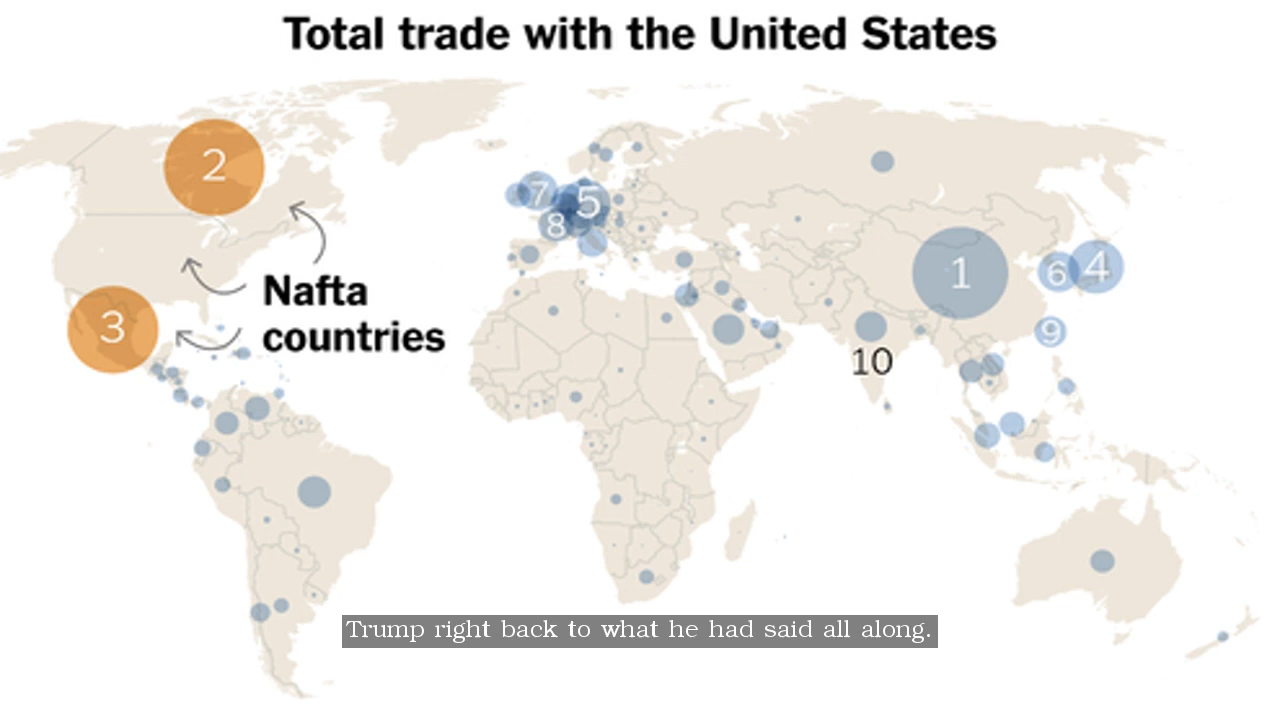 Total trade with the United States
2
7
5
8
1
6
4
Nafta
countries
3
9
10
Trump right back to what he had said all along.